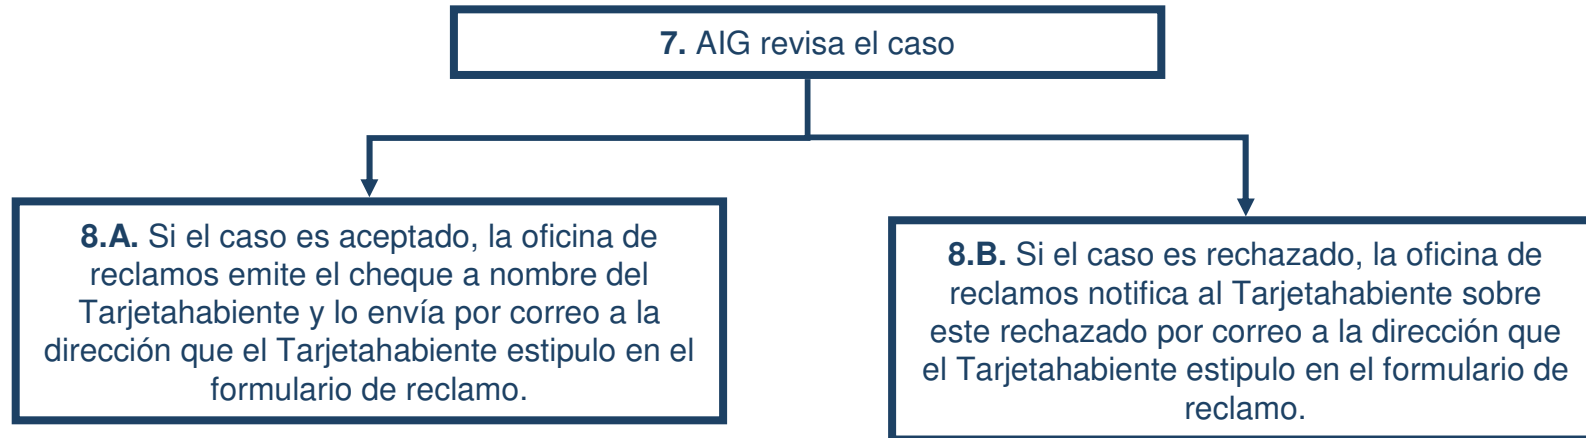 7. AIG revisa el caso
8.A. Si el caso es aceptado, la oficina de
reclamos emite el cheque a nombre del
Tarjetahabiente y lo envía por correo a la
dirección que el Tarjetahabiente estipulo en el
formulario de reclamo.
8.B. Si el caso es rechazado, la oficina de
reclamos notifica al Tarjetahabiente sobre
este rechazado por correo a la dirección que
el Tarjetahabiente estipulo en el formulario de
reclamo.